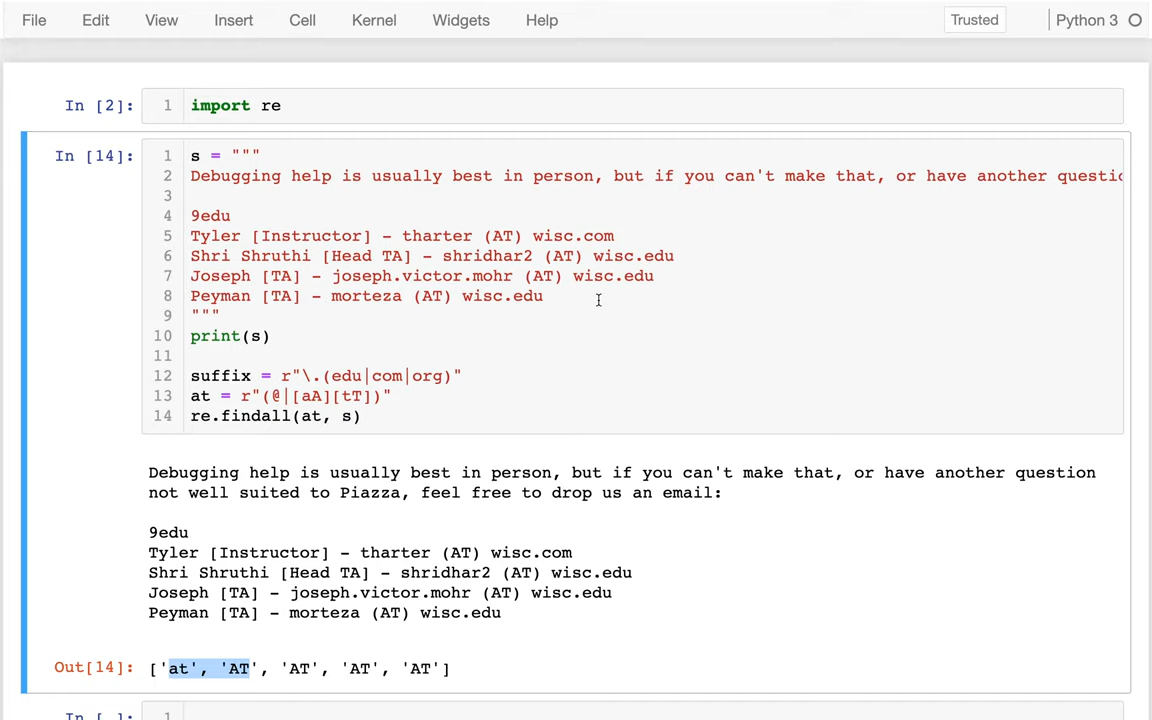 File Edit View Insert Cell Kernel Widgets Help Trusted Python 3
In [2]: 1 import re
In [14]: 1 s = """
2 Debugging help is usually best in person, but if you can't make that, or have another questic
3
4 9edu
5 Tyler [Instructor] - tharter (AT) wisc.com
6 Shri Shruthi [Head TA] - shridhar2 (AT) wisc.edu
7 Joseph [TA] - joseph.victor.mohr (AT) wisc.edu
8 Peyman [TA] - morteza (AT) wisc.edu
9 """
10 print(s)
11
12 suffix = r"\.(edu|com|org)"
13 at = r"(@|[aA][tT])"
14 re.findall(at, s)
Debugging help is usually best in person, but if you can't make that, or have another question
not well suited to Piazza, feel free to drop us an email:
9edu
Tyler [Instructor] - tharter (AT) wisc.com
Shri Shruthi [Head TA] - shridhar2 (AT) wisc.edu
Joseph [TA] - joseph.victor.mohr (AT) wisc.edu
Peyman [TA] - morteza (AT) wisc.edu
Out[14]: ['at', 'AT', 'AT', 'AT', 'AT']
In [ ]: 1